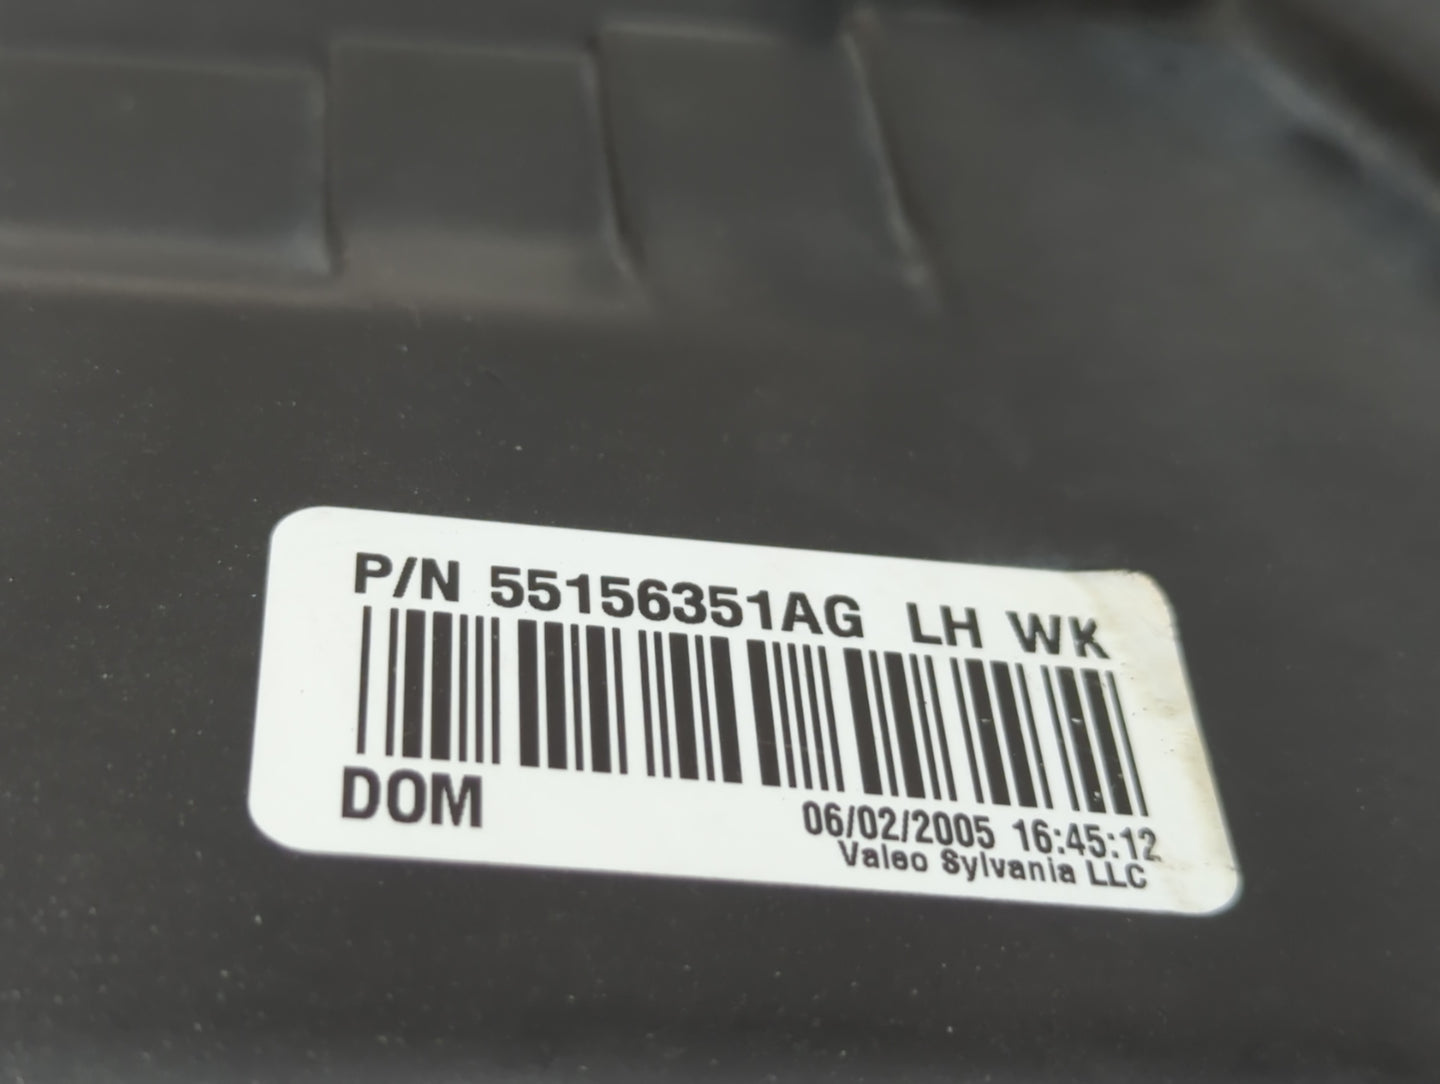 P/N 55156351AG LH WK
DOM
06/02/2005 16:45:12
Valeo Sylvania LLC